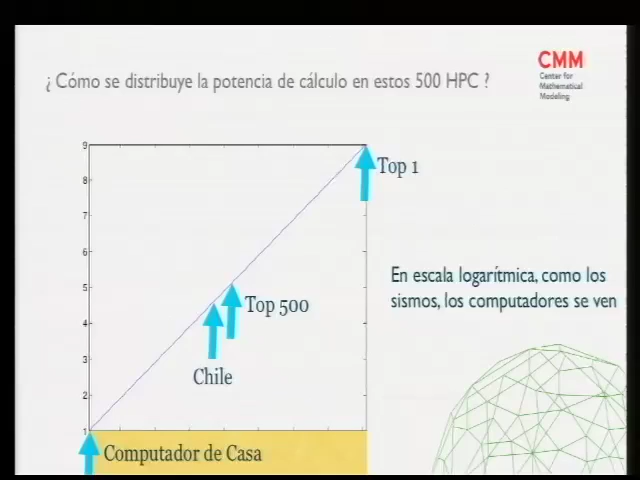 ¿ Cómo se distribuye la potencia de cálculo en estos 500 HPC ?
CMM
Center for
Mathematical
Modeling
9
8
7
6
5
4
3
2
1
Top 1
Top 500
Chile
Computador de Casa
En escala logarítmica, como los
sismos, los computadores se ven